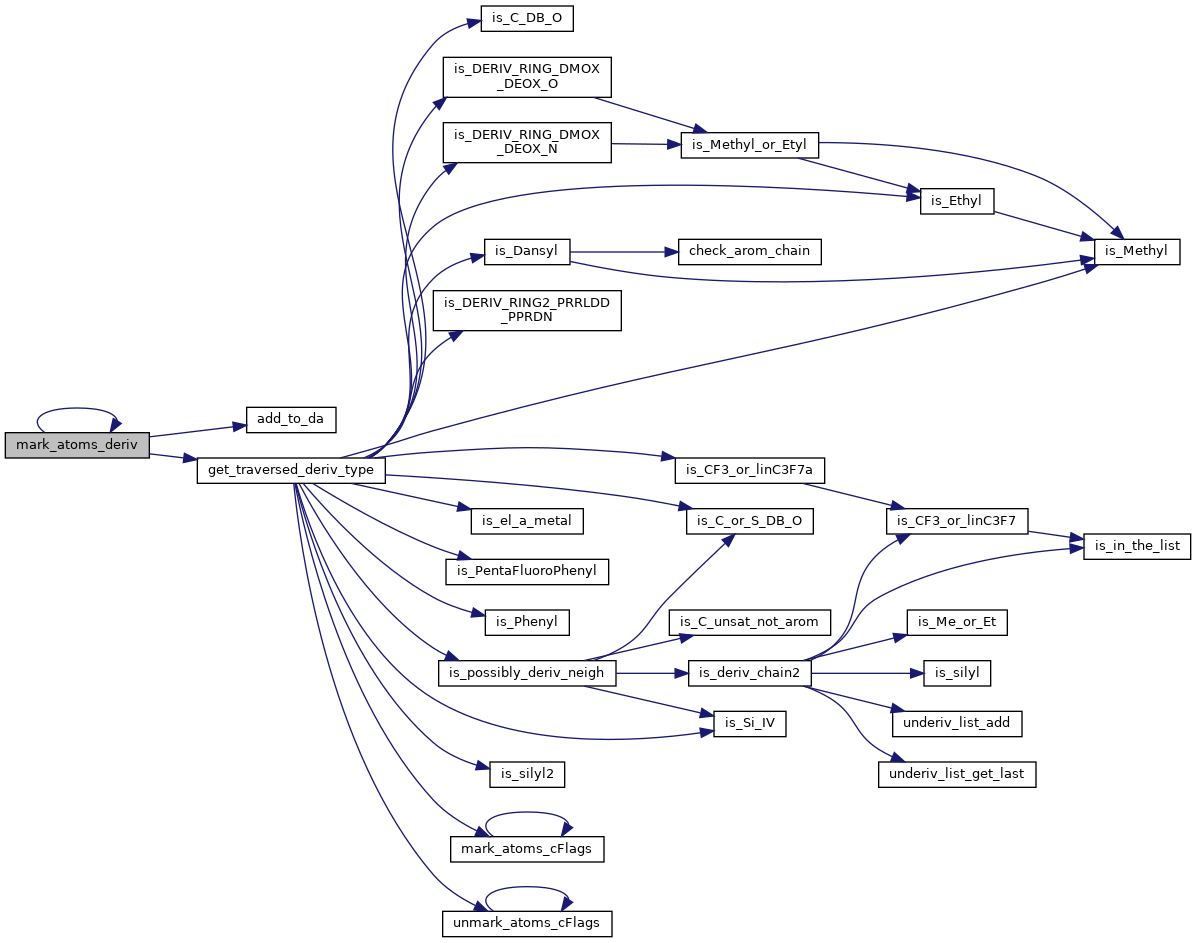 is_C_DB_O
is_DERIV_RING_DMOX
_DEOX_O
is_DERIV_RING_DMOX
_DEOX_N
is_Methyl_or_Etyl
is_Ethyl
is_Dansyl
check_arom_chain
is_Methyl
is_DERIV_RING2_PRRLDD
_PPRDN
add_to_da
mark_atoms_deriv
get_traversed_deriv_type
is_CF3_or_linC3F7a
is_el_a_metal
is_C_or_S_DB_O
is_CF3_or_linC3F7
is_in_the_list
is_PentaFluoroPhenyl
is_Phenyl
is_C_unsat_not_arom
is_Me_or_Et
is_possibly_deriv_neigh
is_deriv_chain2
is_silyl
is_Si_IV
underiv_list_add
is_silyl2
underiv_list_get_last
mark_atoms_cFlags
unmark_atoms_cFlags